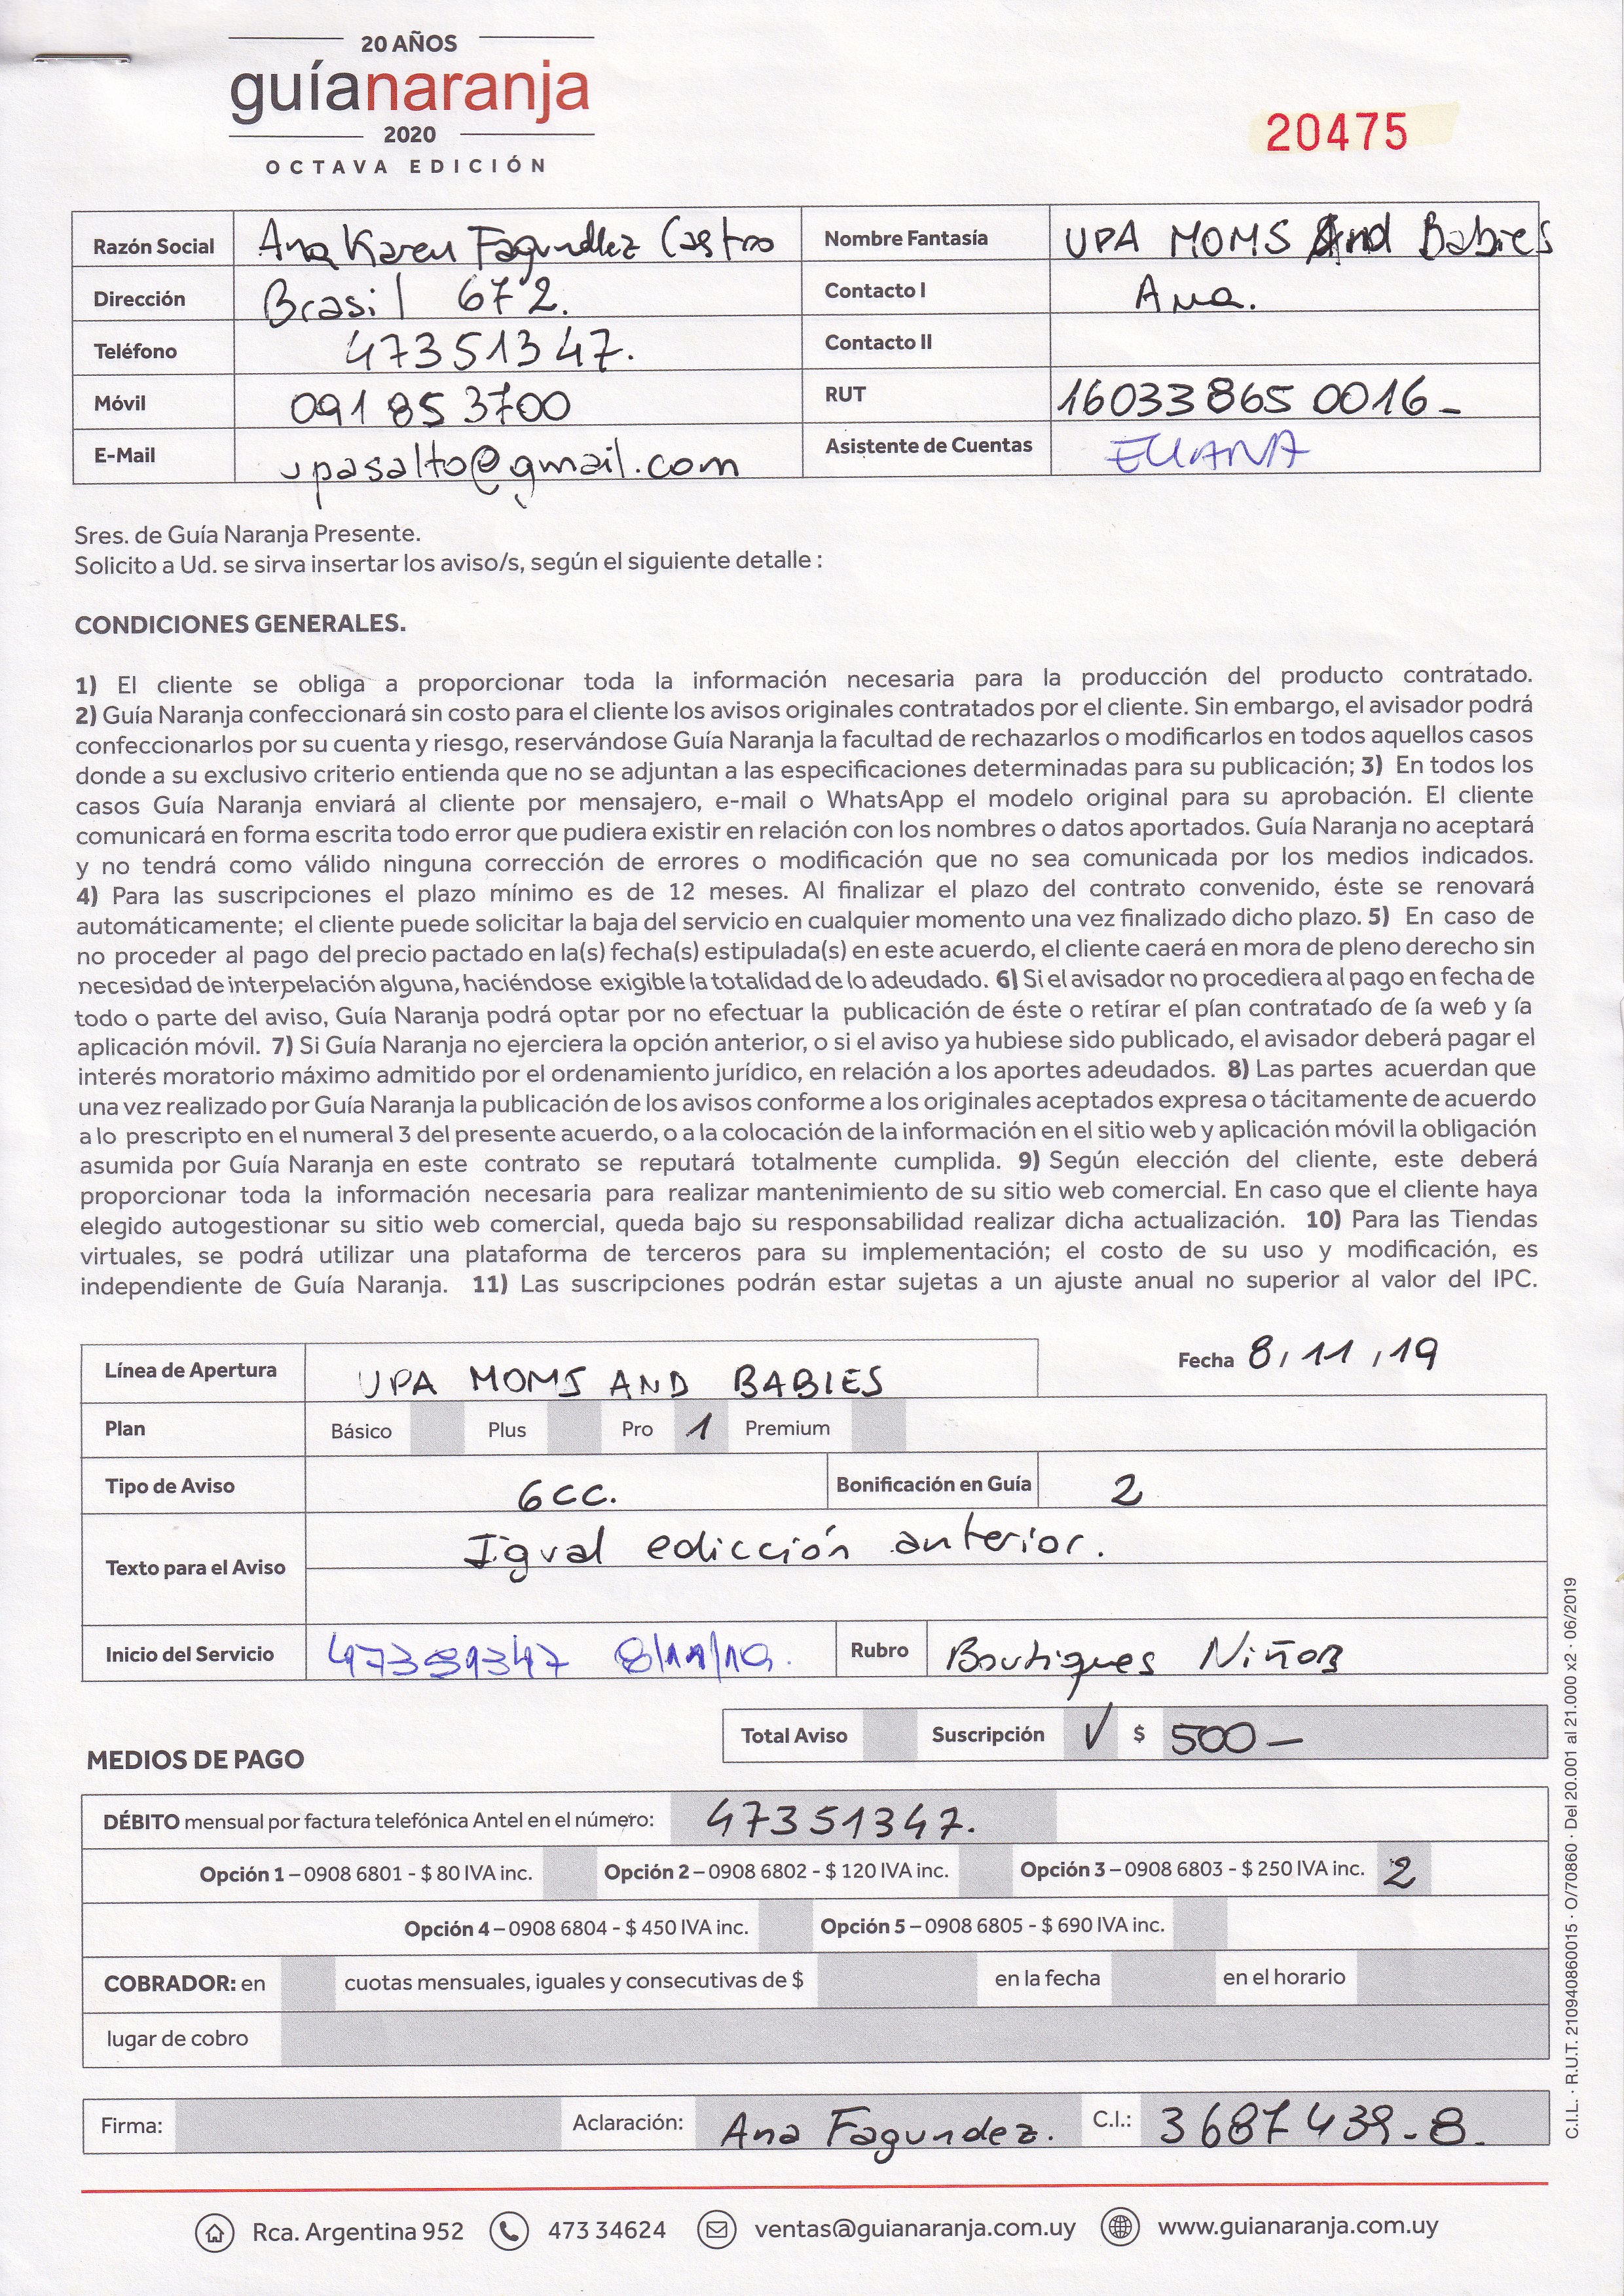 20 AÑOS
guíanaranja
2020
OCTAVA EDICIÓN
20475
Razón Social Ana Karen Fagundez Castro Nombre Fantasía UPA MOMS And Babies
Dirección Brasil 672. Contacto I Ana.
Teléfono 47351347. Contacto II
Móvil 091 853700 RUT 160338650016-
E-Mail upasalto@gmail.com Asistente de Cuentas ELIANA
Sres. de Guía Naranja Presente.
Solicito a Ud. se sirva insertar los aviso/s, según el siguiente detalle :
CONDICIONES GENERALES.
1) El cliente se obliga a proporcionar toda la información necesaria para la producción del producto contratado.
2) Guía Naranja confeccionará sin costo para el cliente los avisos originales contratados por el cliente. Sin embargo, el avisador podrá
confeccionarlos por su cuenta y riesgo, reservándose Guía Naranja la facultad de rechazarlos o modificarlos en todos aquellos casos
donde a su exclusivo criterio entienda que no se adjuntan a las especificaciones determinadas para su publicación; 3) En todos los
casos Guía Naranja enviará al cliente por mensajero, e-mail o WhatsApp el modelo original para su aprobación. El cliente
comunicará en forma escrita todo error que pudiera existir en relación con los nombres o datos aportados. Guía Naranja no aceptará
y no tendrá como válido ninguna corrección de errores o modificación que no sea comunicada por los medios indicados.
4) Para las suscripciones el plazo mínimo es de 12 meses. Al finalizar el plazo del contrato convenido, éste se renovará
automáticamente; el cliente puede solicitar la baja del servicio en cualquier momento una vez finalizado dicho plazo. 5) En caso de
no proceder al pago del precio pactado en la(s) fecha(s) estipulada(s) en este acuerdo, el cliente caerá en mora de pleno derecho sin
necesidad de interpelación alguna, haciéndose exigible la totalidad de lo adeudado. 6) Si el avisador no procediera al pago en fecha de
todo o parte del aviso, Guía Naranja podrá optar por no efectuar la publicación de éste o retirar el plan contratado de la web y la
aplicación móvil. 7) Si Guía Naranja no ejerciera la opción anterior, o si el aviso ya hubiese sido publicado, el avisador deberá pagar el
interés moratorio máximo admitido por el ordenamiento jurídico, en relación a los aportes adeudados. 8) Las partes acuerdan que
una vez realizado por Guía Naranja la publicación de los avisos conforme a los originales aceptados expresa o tácitamente de acuerdo
a lo prescripto en el numeral 3 del presente acuerdo, o a la colocación de la información en el sitio web y aplicación móvil la obligación
asumida por Guía Naranja en este contrato se reputará totalmente cumplida. 9) Según elección del cliente, este deberá
proporcionar toda la información necesaria para realizar mantenimiento de su sitio web comercial. En caso que el cliente haya
elegido autogestionar su sitio web comercial, queda bajo su responsabilidad realizar dicha actualización. 10) Para las Tiendas
virtuales, se podrá utilizar una plataforma de terceros para su implementación; el costo de su uso y modificación, es
independiente de Guía Naranja. 11) Las suscripciones podrán estar sujetas a un ajuste anual no superior al valor del IPC.
Línea de Apertura UPA MOMS AND BABIES Fecha 8/11/19
Plan Básico Plus Pro 1 Premium
Tipo de Aviso 6cc. Bonificación en Guía 2
Texto para el Aviso Igual edicción anterior.
Inicio del Servicio 47351347 8/11/19. Rubro Boutiques Niños
Total Aviso Suscripción ✓ $ 500-
MEDIOS DE PAGO
DÉBITO mensual por factura telefónica Antel en el número: 47351347.
Opción 1 – 0908 6801 - $ 80 IVA inc. Opción 2 – 0908 6802 - $ 120 IVA inc. Opción 3 – 0908 6803 - $ 250 IVA inc. 2
Opción 4 – 0908 6804 - $ 450 IVA inc. Opción 5 – 0908 6805 - $ 690 IVA inc.
COBRADOR: en cuotas mensuales, iguales y consecutivas de $ en la fecha en el horario
lugar de cobro
Firma: Aclaración: Ana Fagundez. C.I.: 3687439-8.
Rca. Argentina 952 473 34624 ventas@guianaranja.com.uy www.guianaranja.com.uy
C.I.L. · R.U.T. 210940860015 · O/70860 · Del 20.001 al 21.000 x2 · 06/2019